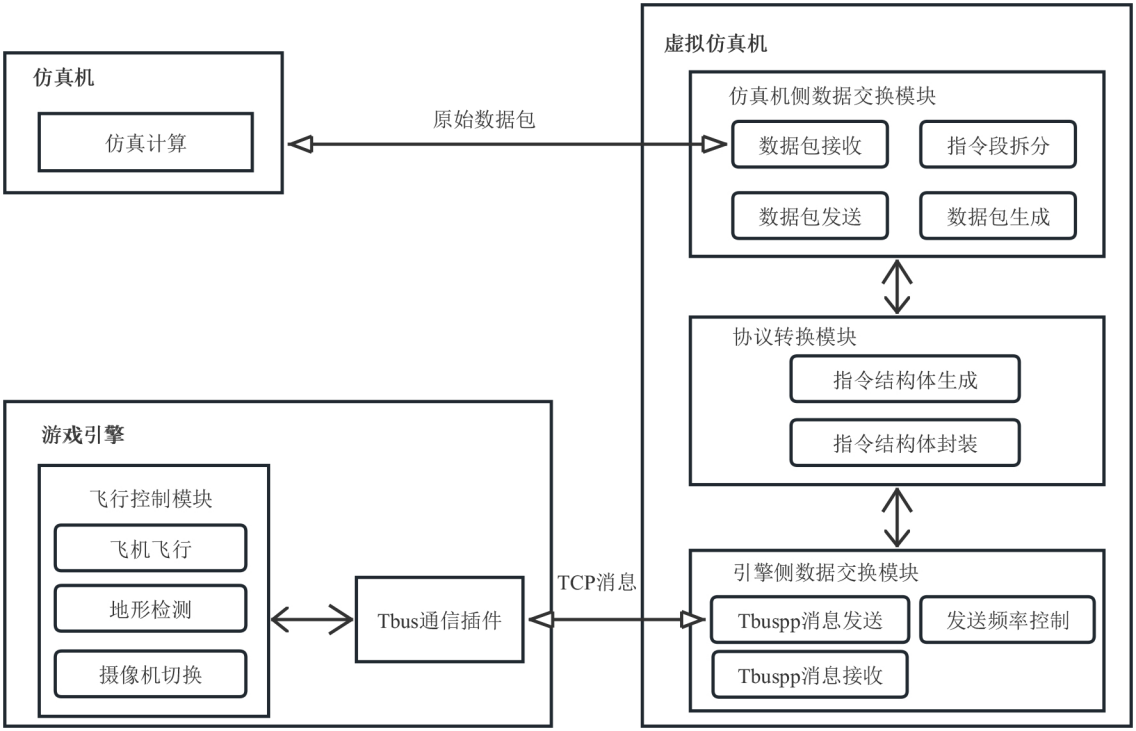 仿真机
仿真计算
原始数据包
虚拟仿真机
仿真机侧数据交换模块
数据包接收
指令段拆分
数据包发送
数据包生成
协议转换模块
指令结构体生成
指令结构体封装
游戏引擎
飞行控制模块
飞机飞行
地形检测
摄像机切换
Tbus通信插件
TCP消息
引擎侧数据交换模块
Tbuspp消息发送
发送频率控制
Tbuspp消息接收